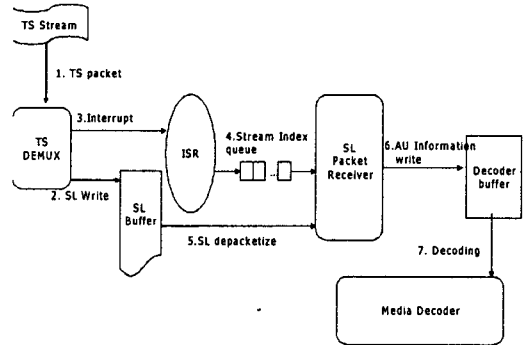 TS Stream
1. TS packet
TS
DEMUX
3.Interrupt
2. SL Write
SL
Buffer
ISR
4.Stream Index
queue
...
5.SL depacketize
SL
Packet
Receiver
6.AU Information
write
Decoder
buffer
7. Decoding
Media Decoder